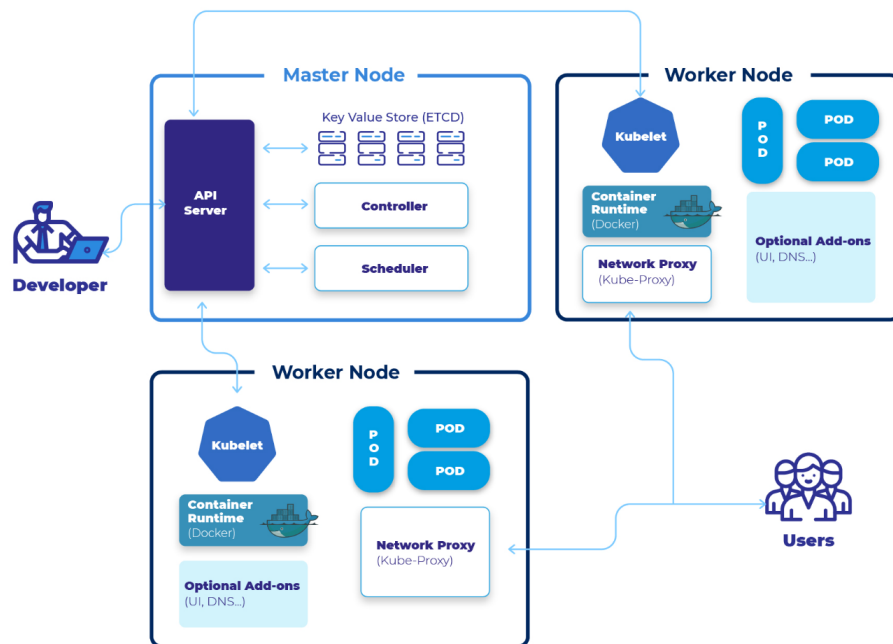 Master Node
Key Value Store (ETCD)
API
Server
Controller
Scheduler
Developer
Worker Node
Kubelet
POD
POD
POD
Container
Runtime
(Docker)
Network Proxy
(Kube-Proxy)
Optional Add-ons
(UI, DNS...)
Worker Node
Kubelet
POD
POD
POD
Container
Runtime
(Docker)
Network Proxy
(Kube-Proxy)
Optional Add-ons
(UI, DNS...)
Users